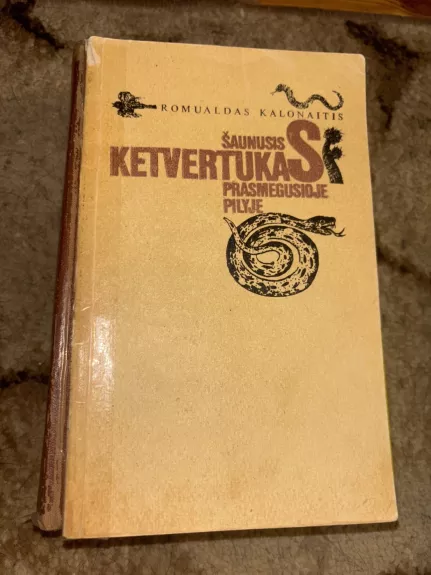 ROMUALDAS KALONAITIS
ŠAUNUSIS
KETVERTUKAS
PRASMEGUSIOJE
PILYJE